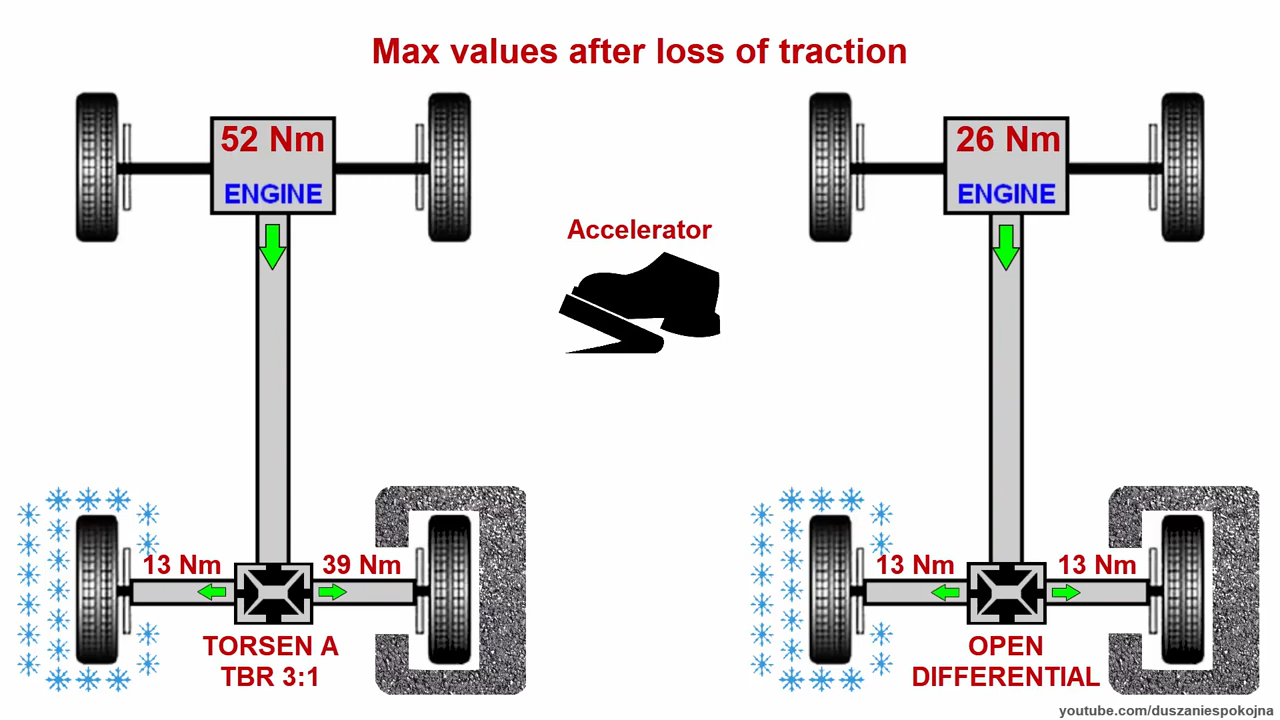 Max values after loss of traction
52 Nm
ENGINE
26 Nm
ENGINE
Accelerator
13 Nm
39 Nm
TORSEN A
TBR 3:1
13 Nm
13 Nm
OPEN
DIFFERENTIAL
youtube.com/duszaniespokojna